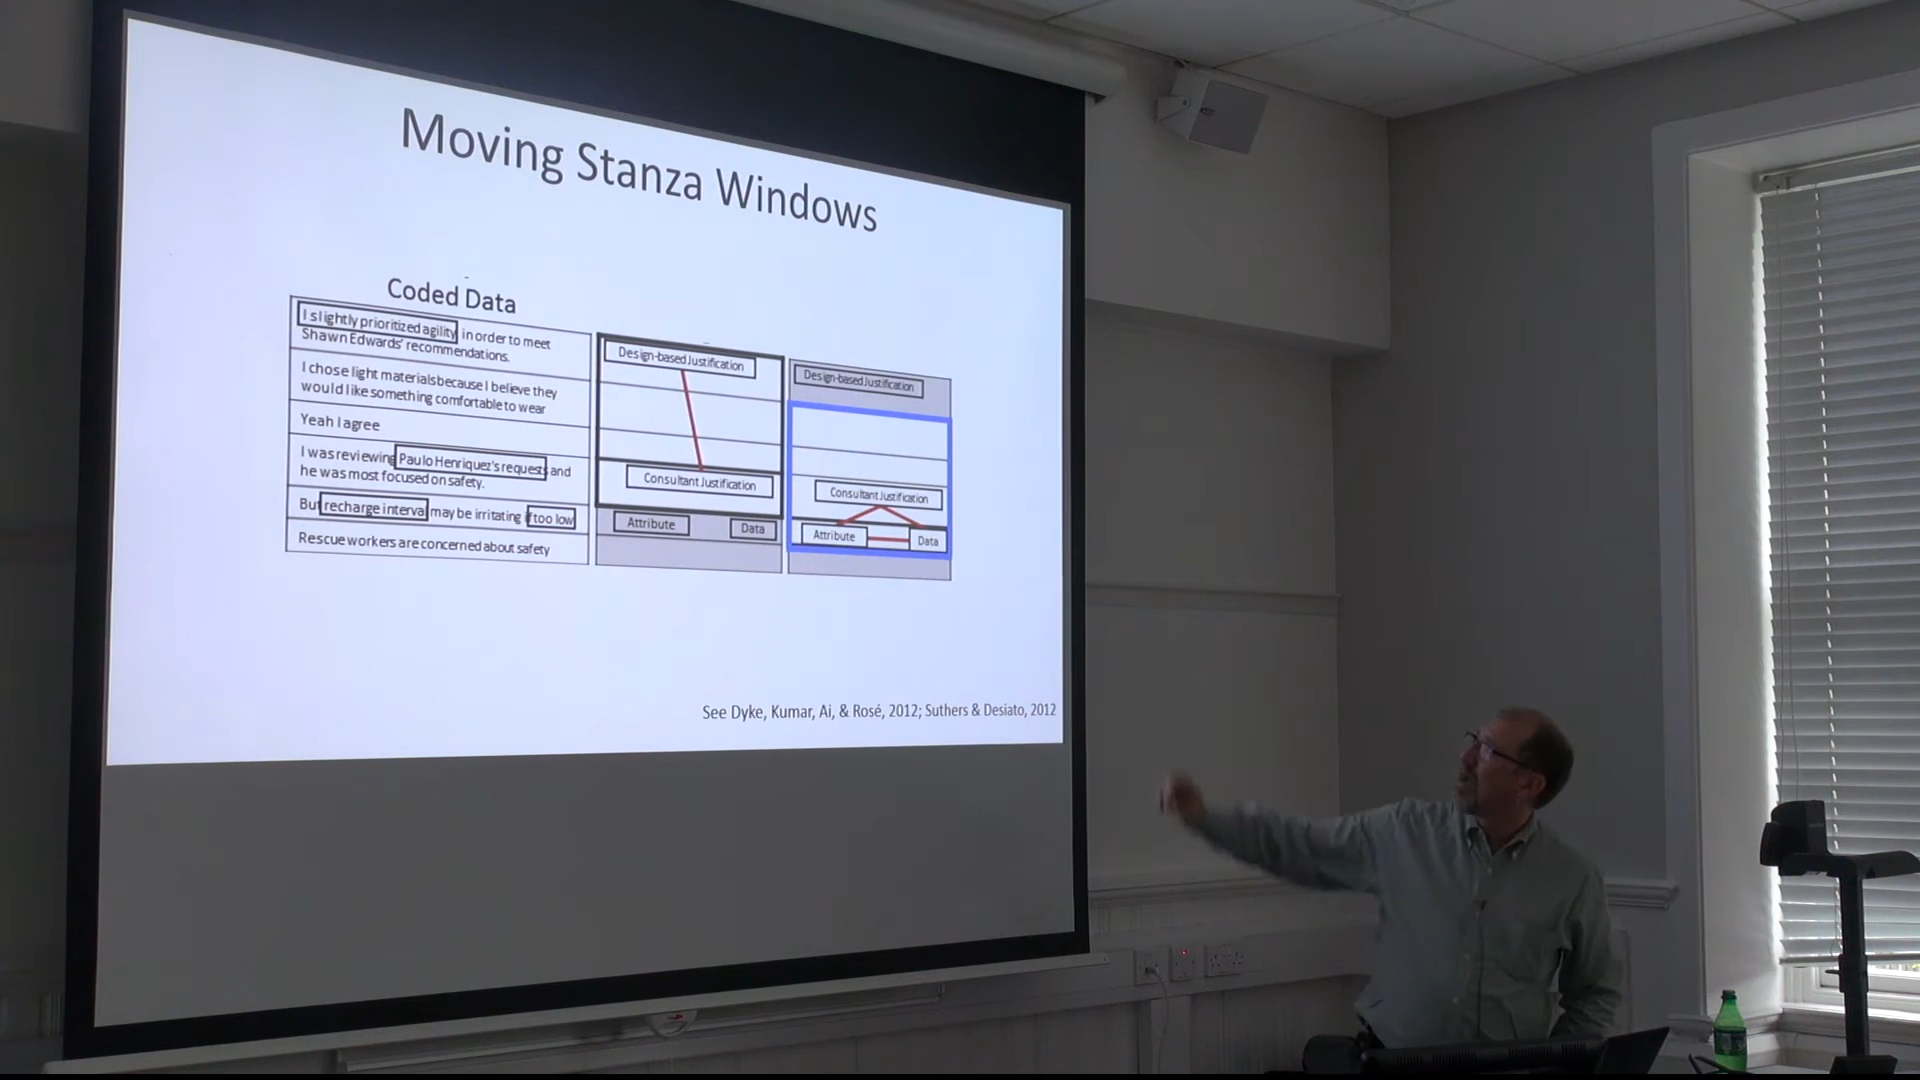 Moving Stanza Windows
Coded Data
I slightly prioritized agility in order to meet
Shawn Edwards' recommendations.
I chose light materials because I believe they
would like something comfortable to wear
Yeah I agree
I was reviewing Paulo Henriquez's requests and
he was most focused on safety.
But recharge interval may be irritating if too low
Rescue workers are concerned about safety
Design-based Justification
Consultant Justification
Attribute
Data
Design-based Justification
Consultant Justification
Attribute
Data
See Dyke, Kumar, Ai, & Rosé, 2012; Suthers & Desiato, 2012